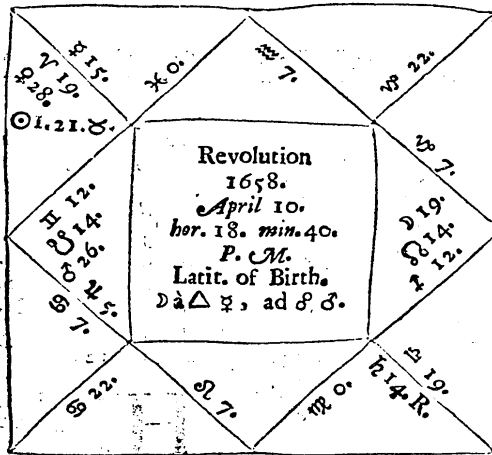 ♒ 7.
♓ 0.
☿ 15.
♈ 19.
♀ 28.
☉ 1. 21. ♉.
♊ 12.
☋ 14.
♂ 26.
♃ 5.
♋ 7.
♋ 22.
♌ 7.
♍ 0.
♎ 19.
♄ 14. R.
☽ 19.
☊ 14.
♐ 12.
♑ 7.
♑ 22.
Revolution
1658.
April 10.
hor. 18. min. 40.
P. M.
Latit. of Birth.
☽ à △ ☿, ad ☍ ♂.